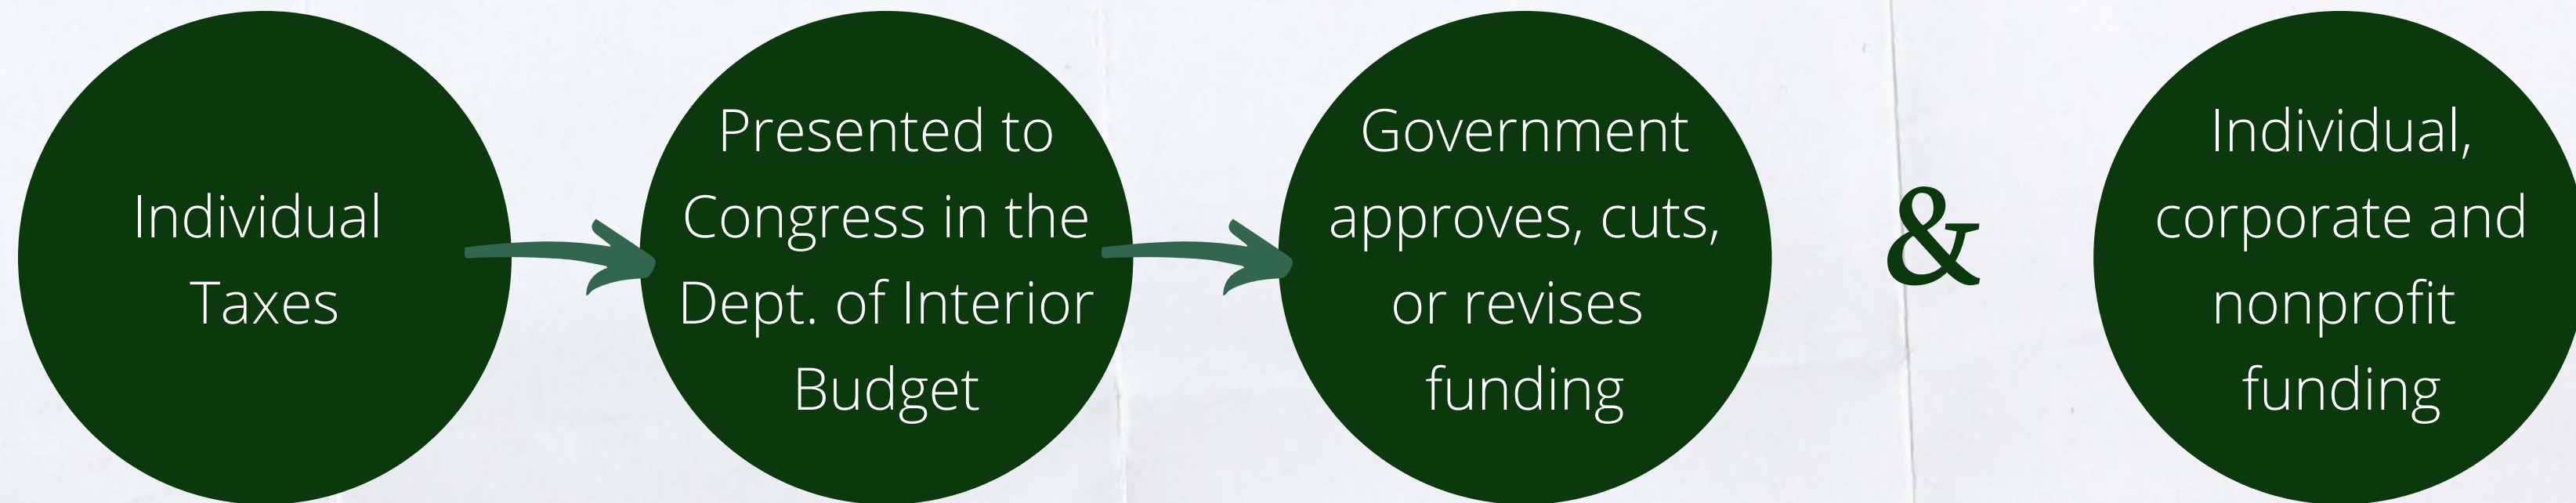 Individual
Taxes
Presented to
Congress in the
Dept. of Interior
Budget
Government
approves, cuts,
or revises
funding
&
Individual,
corporate and
nonprofit
funding